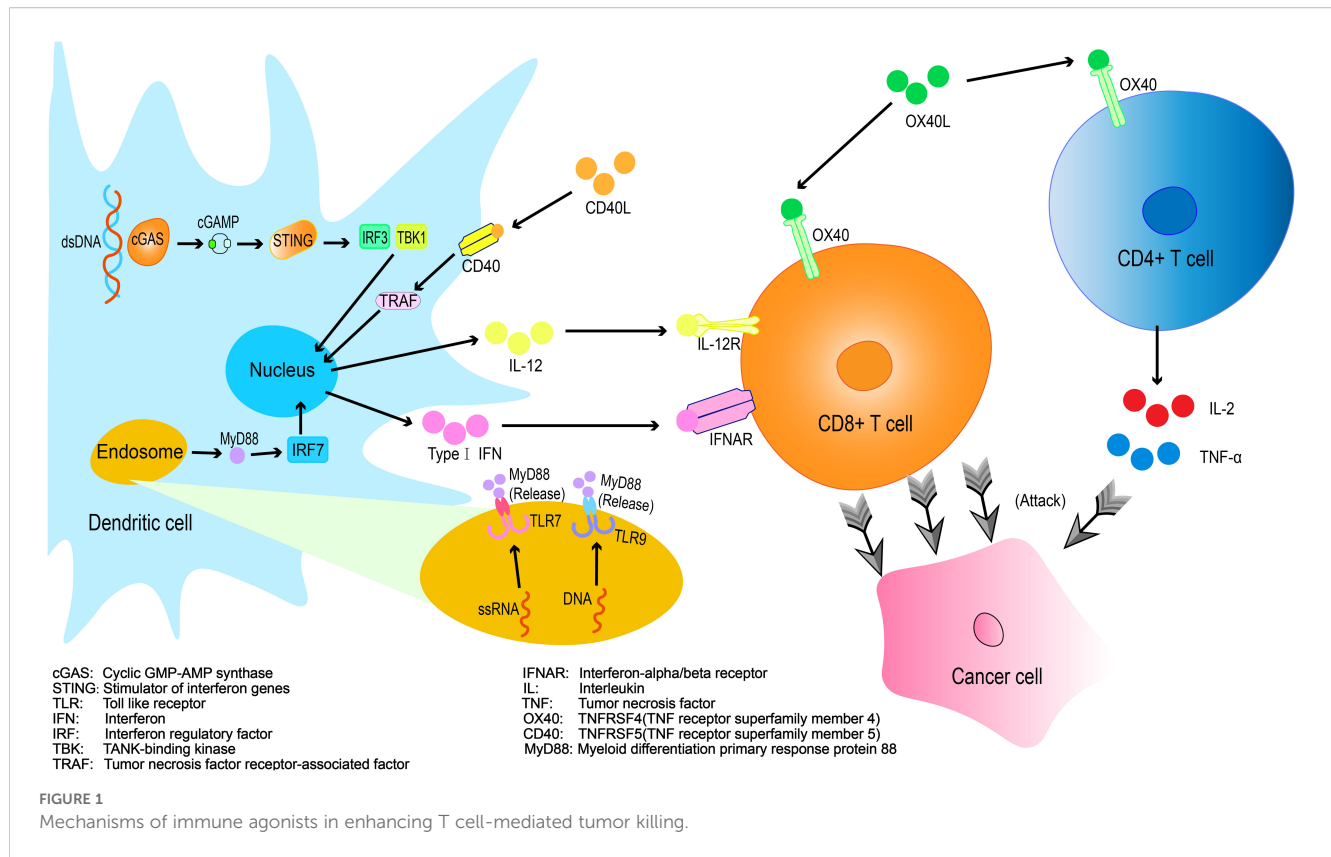 OX40L
OX40
CD4+ T cell
IL-2
TNF-α
CD40L
OX40
dsDNA
cGAS
cGAMP
STING
IRF3
TBK1
CD40
TRAF
Nucleus
IL-12
IL-12R
CD8+ T cell
Type I IFN
IFNAR
Endosome
MyD88
IRF7
Dendritic cell
MyD88
(Release)
TLR7
MyD88
(Release)
TLR9
ssRNA
DNA
(Attack)
Cancer cell
cGAS: Cyclic GMP-AMP synthase
STING: Stimulator of interferon genes
TLR: Toll like receptor
IFN: Interferon
IRF: Interferon regulatory factor
TBK: TANK-binding kinase
TRAF: Tumor necrosis factor receptor-associated factor
IFNAR: Interferon-alpha/beta receptor
IL: Interleukin
TNF: Tumor necrosis factor
OX40: TNFRSF4(TNF receptor superfamily member 4)
CD40: TNFRSF5(TNF receptor superfamily member 5)
MyD88: Myeloid differentiation primary response protein 88
FIGURE 1
Mechanisms of immune agonists in enhancing T cell-mediated tumor killing.